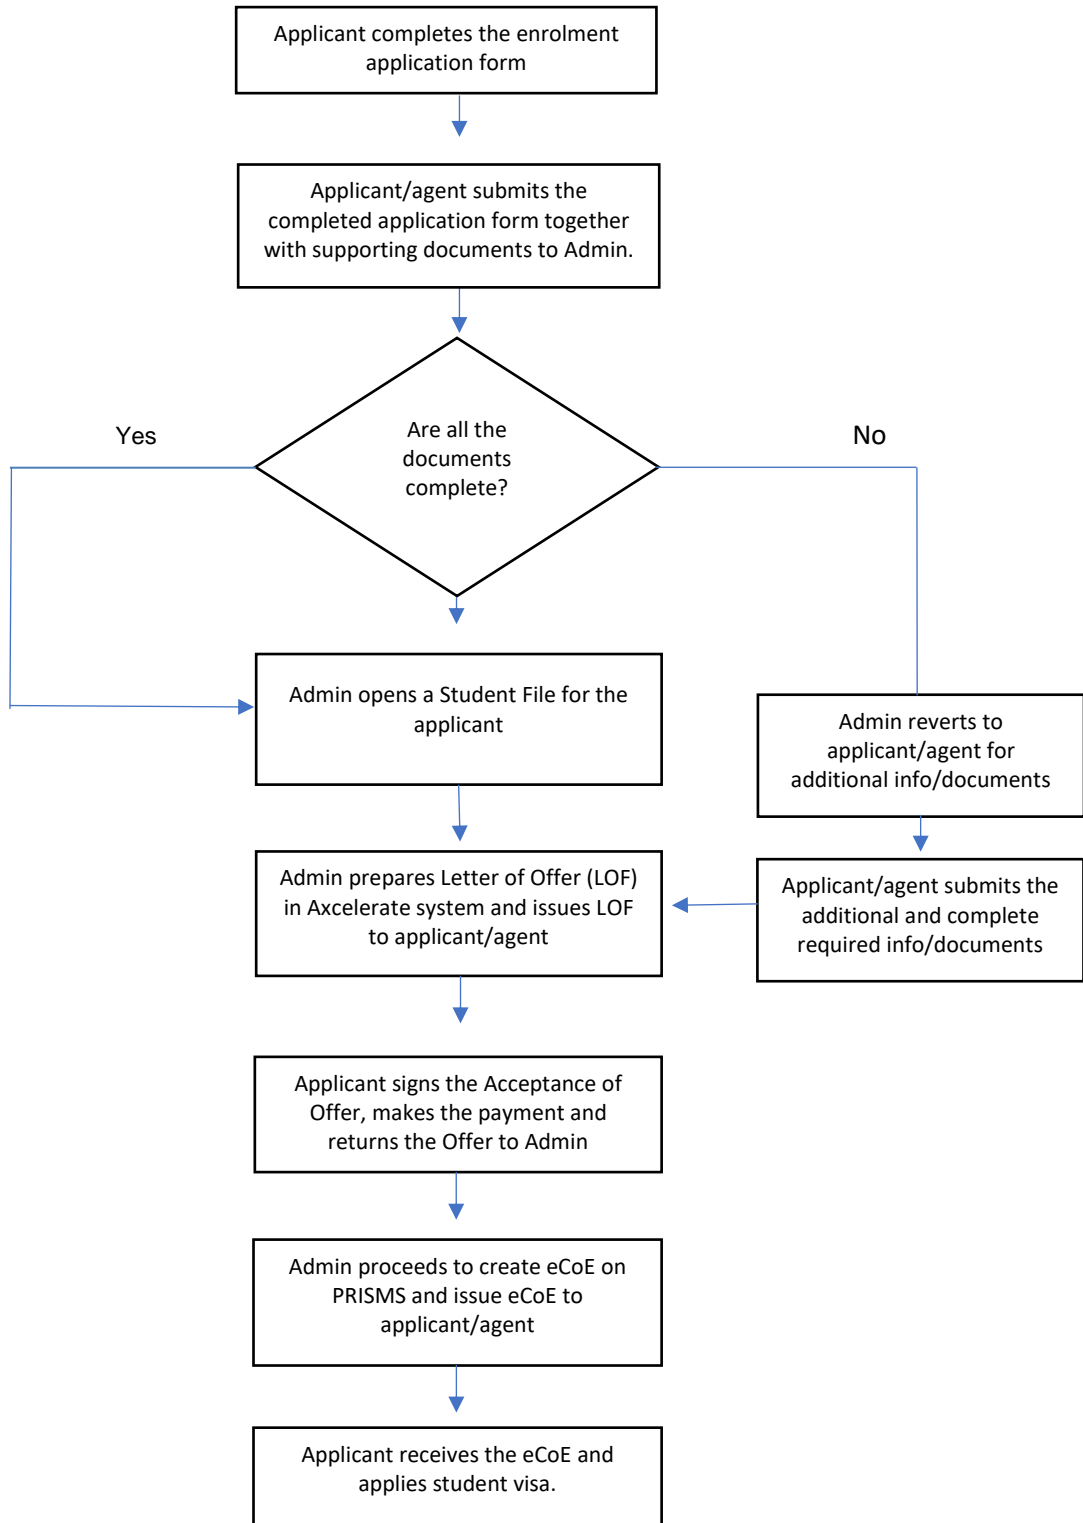 Applicant completes the enrolment
application form
Applicant/agent submits the
completed application form together
with supporting documents to Admin.
Yes
Are all the
documents
complete?
No
Admin opens a Student File for the
applicant
Admin reverts to
applicant/agent for
additional info/documents
Admin prepares Letter of Offer (LOF)
in Axcelerate system and issues LOF
to applicant/agent
Applicant/agent submits the
additional and complete
required info/documents
Applicant signs the Acceptance of
Offer, makes the payment and
returns the Offer to Admin
Admin proceeds to create eCoE on
PRISMS and issue eCoE to
applicant/agent
Applicant receives the eCoE and
applies student visa.